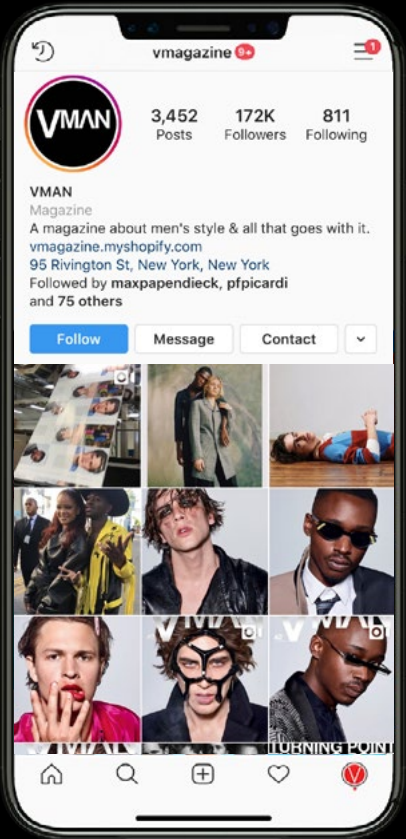 vmagazine 9+
1
VMAN
3,452 172K 811
Posts Followers Following
VMAN
Magazine
A magazine about men's style & all that goes with it.
vmagazine.myshopify.com
95 Rivington St, New York, New York
Followed by maxpapendieck, pfpicardi
and 75 others
Follow Message Contact
TURNING POINT
V